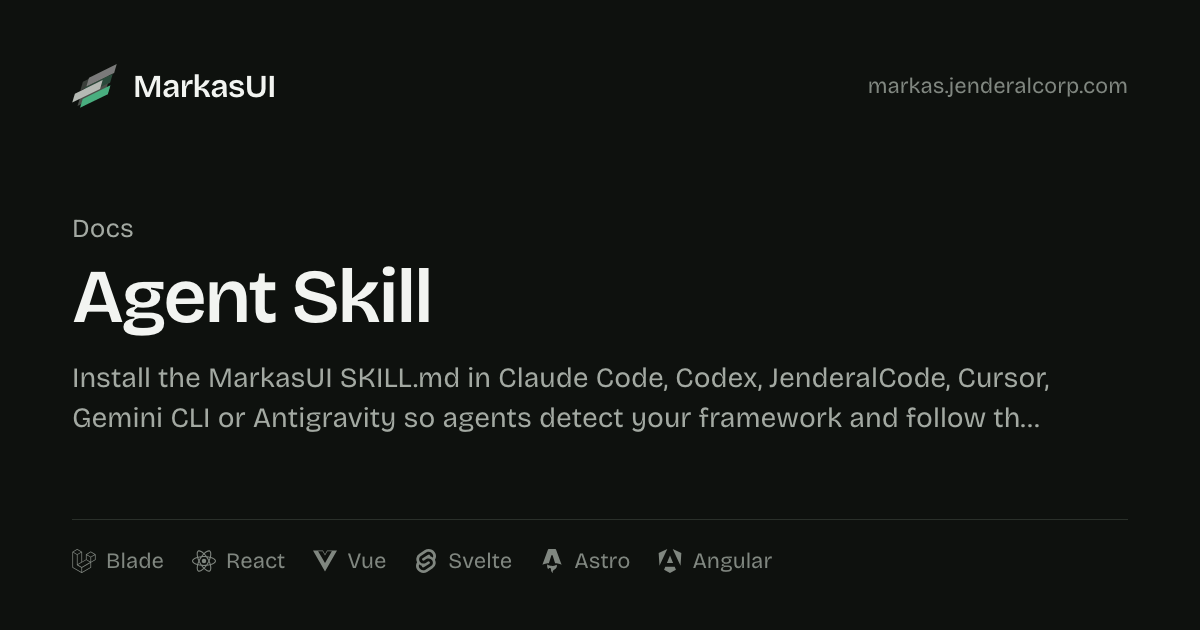 MarkasUI
markas.jenderalcorp.com
Docs
Agent Skill
Install the MarkasUI SKILL.md in Claude Code, Codex, JenderalCode, Cursor,
Gemini CLI or Antigravity so agents detect your framework and follow th...
Blade React Vue Svelte Astro Angular